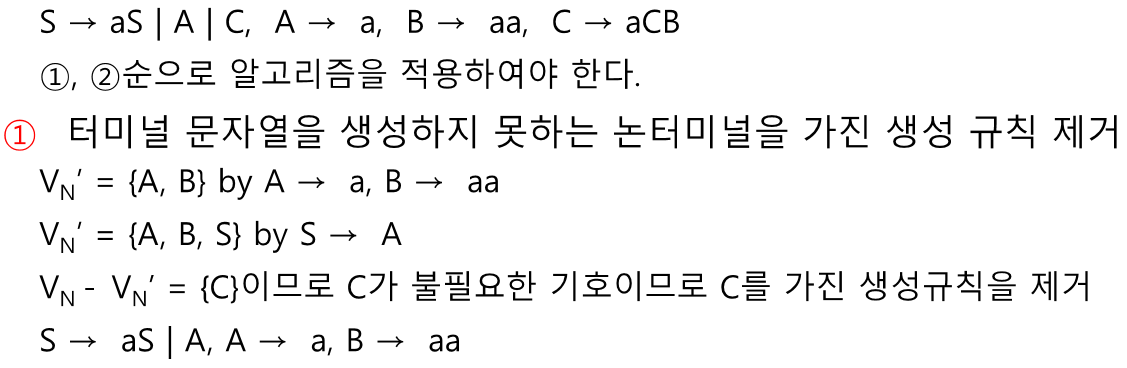 S → aS | A | C, A → a, B → aa, C → aCB
①, ②순으로 알고리즘을 적용하여야 한다.
① 터미널 문자열을 생성하지 못하는 논터미널을 가진 생성 규칙 제거
V_N′ = {A, B} by A → a, B → aa
V_N′ = {A, B, S} by S → A
V_N - V_N′ = {C}이므로 C가 불필요한 기호이므로 C를 가진 생성규칙을 제거
S → aS | A, A → a, B → aa